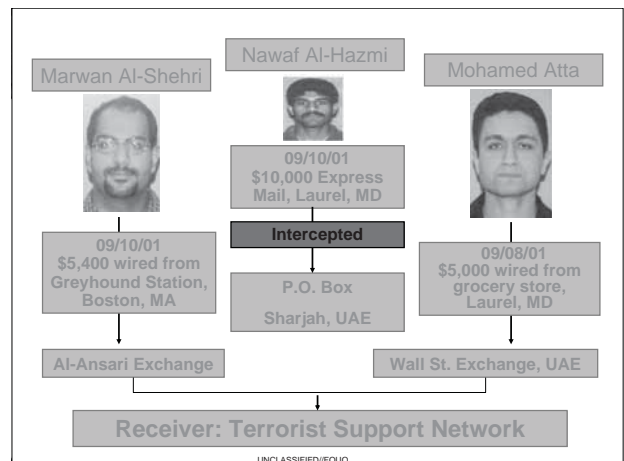 Marwan Al-Shehri
Nawaf Al-Hazmi
Mohamed Atta
09/10/01
$5,400 wired from
Greyhound Station,
Boston, MA
09/10/01
$10,000 Express
Mail, Laurel, MD
Intercepted
P.O. Box
Sharjah, UAE
09/08/01
$5,000 wired from
grocery store,
Laurel, MD
Al-Ansari Exchange
Wall St. Exchange, UAE
Receiver: Terrorist Support Network
UNCLASSIFIED//FOUO